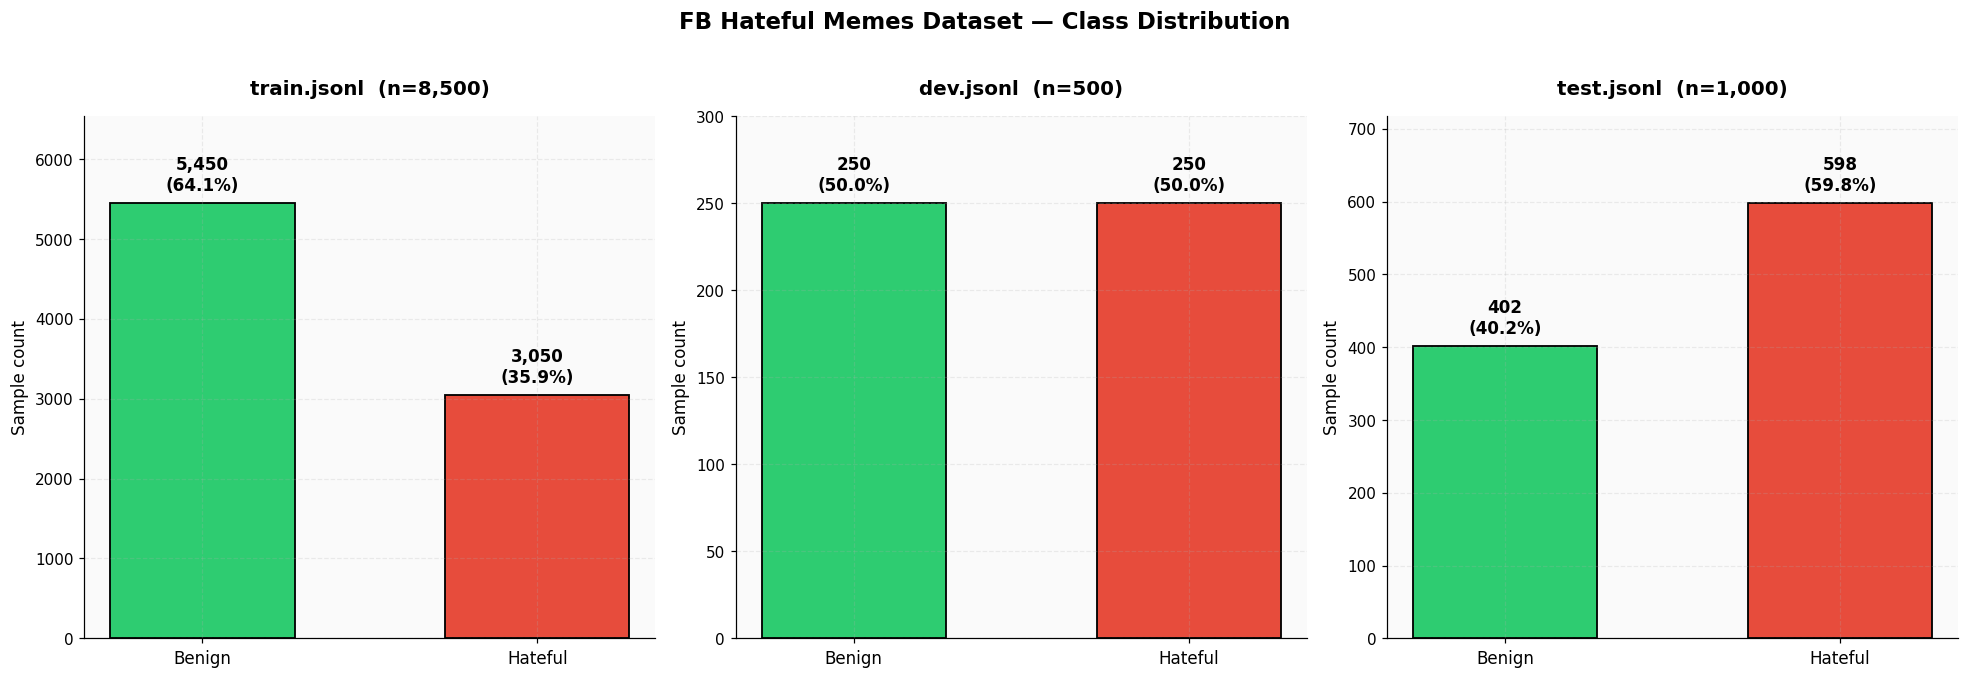 FB Hateful Memes Dataset — Class Distribution
train.jsonl  (n=8,500)
Sample count
6000
5000
4000
3000
2000
1000
0
5,450
(64.1%)
3,050
(35.9%)
Benign
Hateful
dev.jsonl  (n=500)
Sample count
300
250
200
150
100
50
0
250
(50.0%)
250
(50.0%)
Benign
Hateful
test.jsonl  (n=1,000)
Sample count
700
600
500
400
300
200
100
0
402
(40.2%)
598
(59.8%)
Benign
Hateful